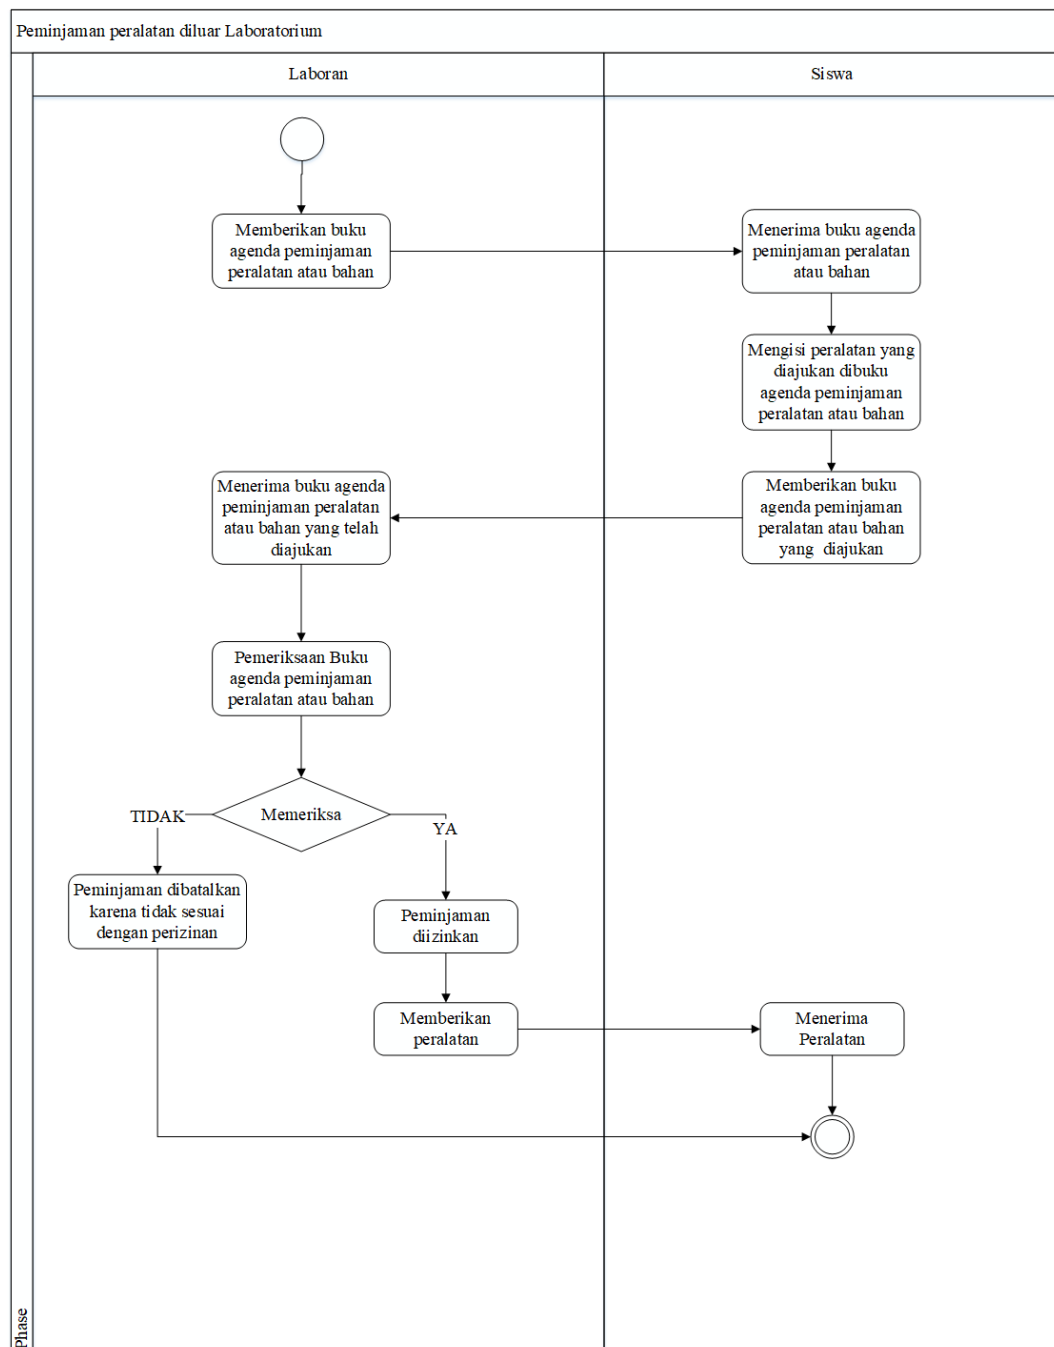 Peminjaman peralatan diluar Laboratorium
Laboran
Siswa
Memberikan buku
agenda peminjaman
peralatan atau bahan
Menerima buku agenda
peminjaman peralatan
atau bahan
Mengisi peralatan yang
diajukan dibuku
agenda peminjaman
peralatan atau bahan
Memberikan buku
agenda peminjaman
peralatan atau bahan
yang  diajukan
Menerima buku agenda
peminjaman peralatan
atau bahan yang telah
diajukan
Pemeriksaan Buku
agenda peminjaman
peralatan atau bahan
Memeriksa
TIDAK
YA
Peminjaman dibatalkan
karena tidak sesuai
dengan perizinan
Peminjaman
diizinkan
Memberikan
peralatan
Menerima
Peralatan
Phase